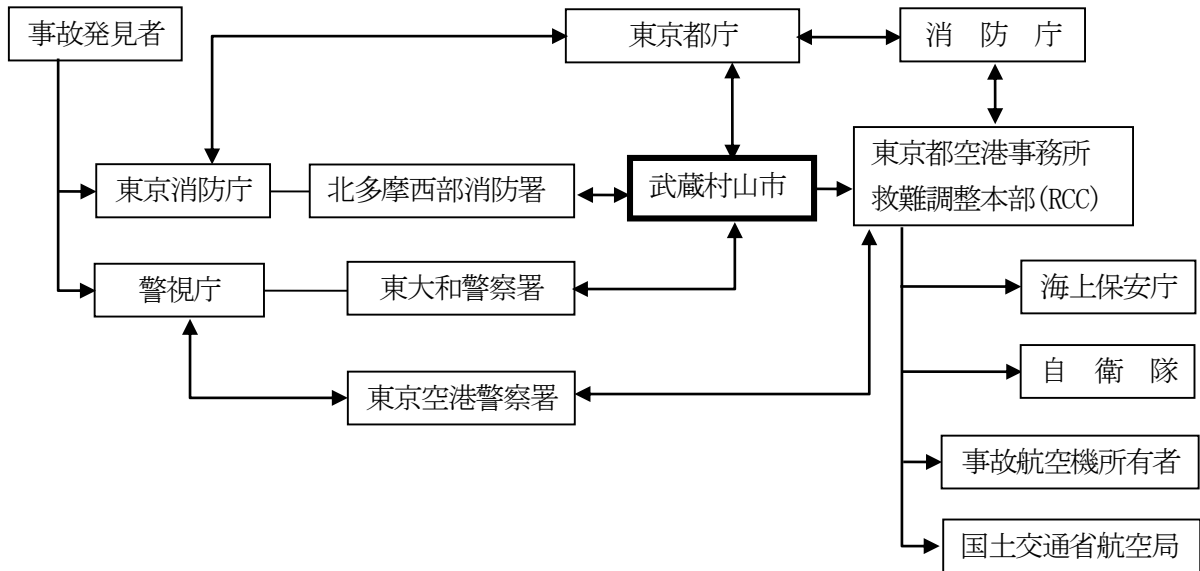 事故発見者
東京都庁
消　防　庁
東京都空港事務所
救難調整本部(RCC)
東京消防庁
北多摩西部消防署
武蔵村山市
警視庁
東大和警察署
海上保安庁
自　衛　隊
東京空港警察署
事故航空機所有者
国土交通省航空局